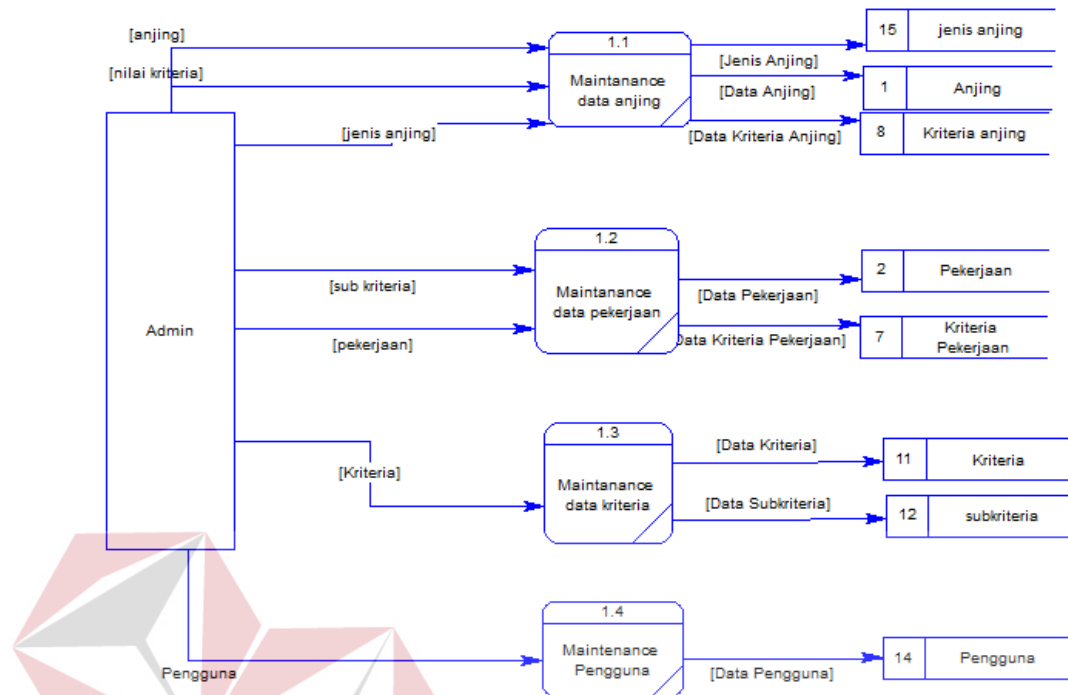 [anjing]
[nilai kriteria]
[jenis anjing]
1.1
Maintanance
data anjing
[Jenis Anjing]
[Data Anjing]
[Data Kriteria Anjing]
15 jenis anjing
1 Anjing
8 Kriteria anjing
Admin
[sub kriteria]
[pekerjaan]
1.2
Maintanance
data pekerjaan
[Data Pekerjaan]
Data Kriteria Pekerjaan]
2 Pekerjaan
7 Kriteria
Pekerjaan
[Kriteria]
1.3
Maintanance
data kriteria
[Data Kriteria]
[Data Subkriteria]
11 Kriteria
12 subkriteria
Pengguna
1.4
Maintenance
Pengguna
[Data Pengguna]
14 Pengguna